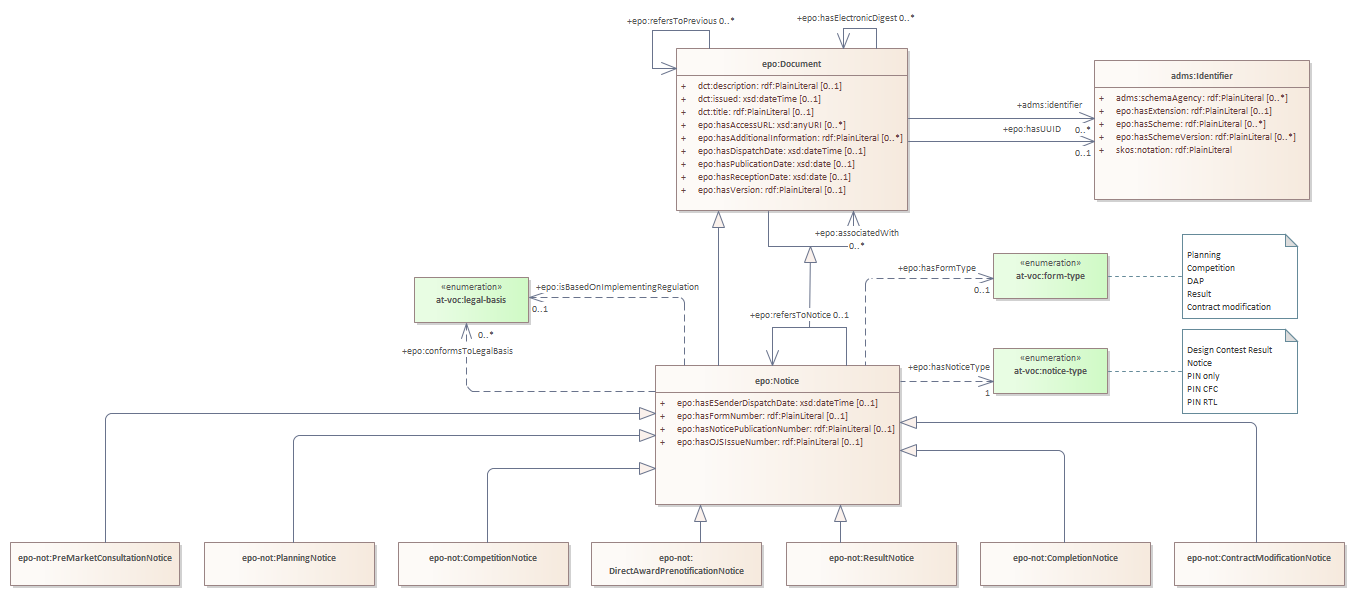 +epo:refersToPrevious 0..*
+epo:hasElectronicDigest 0..*
epo:Document
+ dct:description: rdf:PlainLiteral [0..1]
+ dct:issued: xsd:dateTime [0..1]
+ dct:title: rdf:PlainLiteral [0..1]
+ epo:hasAccessURL: xsd:anyURI [0..*]
+ epo:hasAdditionalInformation: rdf:PlainLiteral [0..*]
+ epo:hasDispatchDate: xsd:dateTime [0..1]
+ epo:hasPublicationDate: xsd:date [0..1]
+ epo:hasReceptionDate: xsd:date [0..1]
+ epo:hasVersion: rdf:PlainLiteral [0..1]
+adms:identifier
0..*
+epo:hasUUID
0..1
adms:Identifier
+ adms:schemaAgency: rdf:PlainLiteral [0..*]
+ epo:hasExtension: rdf:PlainLiteral [0..1]
+ epo:hasScheme: rdf:PlainLiteral [0..*]
+ epo:hasSchemeVersion: rdf:PlainLiteral [0..*]
+ skos:notation: rdf:PlainLiteral
+epo:associatedWith
0..*
+epo:hasFormType
0..1
«enumeration»
at-voc:form-type
Planning
Competition
DAP
Result
Contract modification
«enumeration»
at-voc:legal-basis
+epo:isBasedOnImplementingRegulation
0..1
0..*
+epo:conformsToLegalBasis
+epo:refersToNotice 0..1
+epo:hasNoticeType
1
«enumeration»
at-voc:notice-type
Design Contest Result
Notice
PIN only
PIN CFC
PIN RTL
epo:Notice
+ epo:hasESenderDispatchDate: xsd:dateTime [0..1]
+ epo:hasFormNumber: rdf:PlainLiteral [0..1]
+ epo:hasNoticePublicationNumber: rdf:PlainLiteral [0..1]
+ epo:hasOJSIssueNumber: rdf:PlainLiteral [0..1]
epo-not:PreMarketConsultationNotice
epo-not:PlanningNotice
epo-not:CompetitionNotice
epo-not:
DirectAwardPrenotificationNotice
epo-not:ResultNotice
epo-not:CompletionNotice
epo-not:ContractModificationNotice